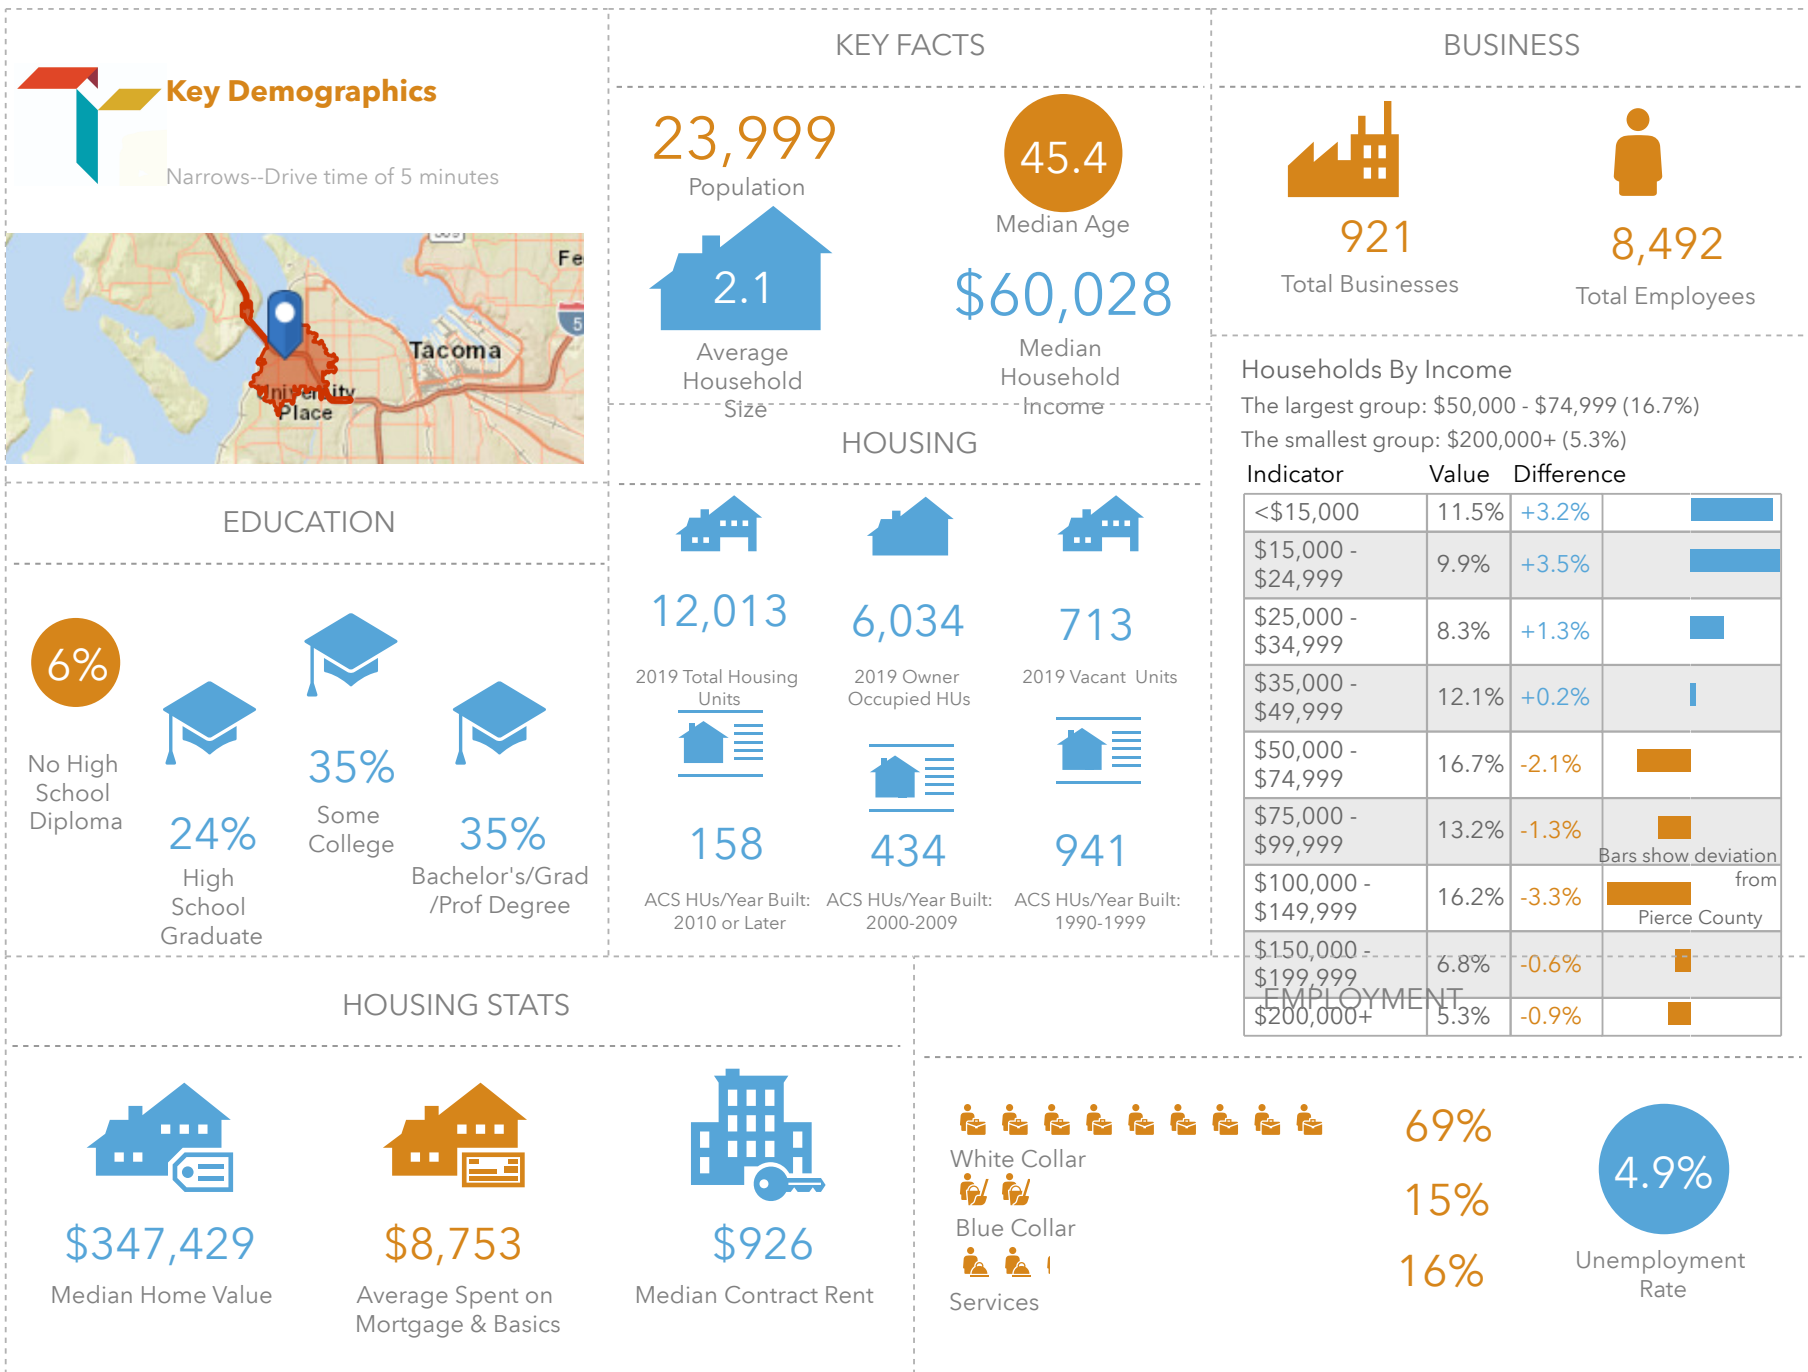 Key Demographics
Narrows--Drive time of 5 minutes
Tacoma
University
Place
Fe
5
KEY FACTS
23,999
Population
45.4
Median Age
2.1
Average
Household
Size
$60,028
Median
Household
Income
BUSINESS
921
Total Businesses
8,492
Total Employees
Households By Income
The largest group: $50,000 - $74,999 (16.7%)
The smallest group: $200,000+ (5.3%)
Indicator Value Difference
<$15,000 11.5% +3.2%
$15,000 -
$24,999 9.9% +3.5%
$25,000 -
$34,999 8.3% +1.3%
$35,000 -
$49,999 12.1% +0.2%
$50,000 -
$74,999 16.7% -2.1%
$75,000 -
$99,999 13.2% -1.3%
$100,000 -
$149,999 16.2% -3.3%
$150,000 -
$199,999 6.8% -0.6%
$200,000+ 5.3% -0.9%
Bars show deviation
from
Pierce County
EDUCATION
6%
No High
School
Diploma
24%
High
School
Graduate
35%
Some
College
35%
Bachelor's/Grad
/Prof Degree
HOUSING
12,013
2019 Total Housing
Units
6,034
2019 Owner
Occupied HUs
713
2019 Vacant Units
158
ACS HUs/Year Built:
2010 or Later
434
ACS HUs/Year Built:
2000-2009
941
ACS HUs/Year Built:
1990-1999
HOUSING STATS
$347,429
Median Home Value
$8,753
Average Spent on
Mortgage & Basics
$926
Median Contract Rent
EMPLOYMENT
White Collar
69%
Blue Collar
15%
Services
16%
4.9%
Unemployment
Rate